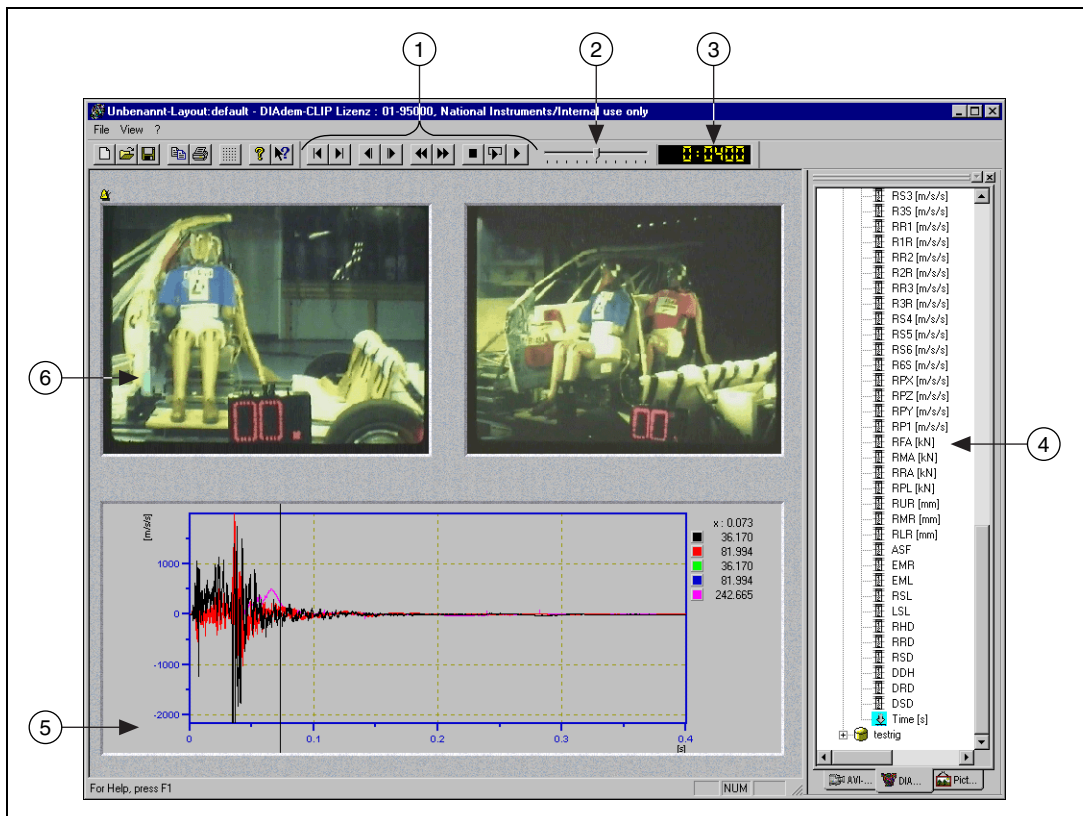 1
2
3
Unbenannt-Layout:default - DIAdem-CLIP Lizenz : 01-95000, National Instruments/Internal use only
File View ?
0:0400
RS3 [m/s/s]
R3S [m/s/s]
RR1 [m/s/s]
R1R [m/s/s]
RR2 [m/s/s]
R2R [m/s/s]
RR3 [m/s/s]
R3R [m/s/s]
RS4 [m/s/s]
RS5 [m/s/s]
RS6 [m/s/s]
R6S [m/s/s]
RPX [m/s/s]
RPZ [m/s/s]
RPY [m/s/s]
RP1 [m/s/s]
RFA [kN]
RMA [kN]
RRA [kN]
RPL [kN]
RUR [mm]
RMR [mm]
RLR [mm]
ASF
EMR
EML
RSL
LSL
RHD
RRD
RSD
DDH
DRD
DSD
Time [s]
testrig
4
6
00
00
[m/s/s]
1000
0
-1000
-2000
0 0.1 0.2 0.3 0.4
[s]
x : 0.073
36.170
81.994
36.170
81.994
242.665
5
AVI-... DIA... Pict...
For Help, press F1
NUM